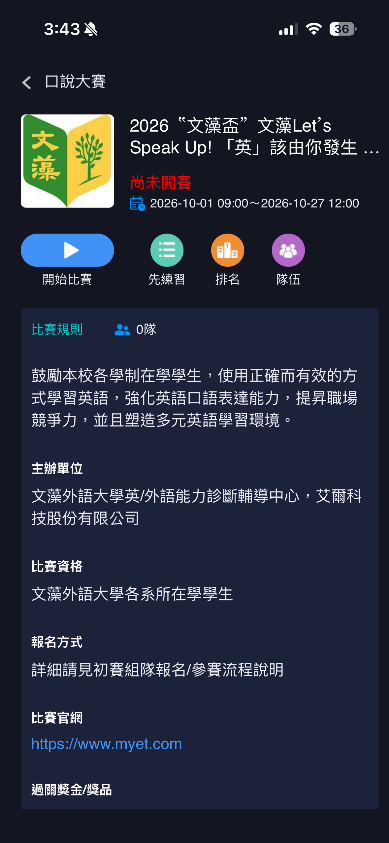 3:43
36
口說大賽
文藻
2026〝文藻盃”文藻Let's
Speak Up! 「英」該由你發生 …
尚未開賽
2026-10-01 09:00～2026-10-27 12:00
開始比賽
先練習
排名
隊伍
比賽規則
0隊
鼓勵本校各學制在學學生，使用正確而有效的方
式學習英語，強化英語口語表達能力，提昇職場
競爭力，並且塑造多元英語學習環境。
主辦單位
文藻外語大學英/外語能力診斷輔導中心，艾爾科
技股份有限公司
比賽資格
文藻外語大學各系所在學學生
報名方式
詳細請見初賽組隊報名/參賽流程說明
比賽官網
https://www.myet.com
過關獎金/獎品